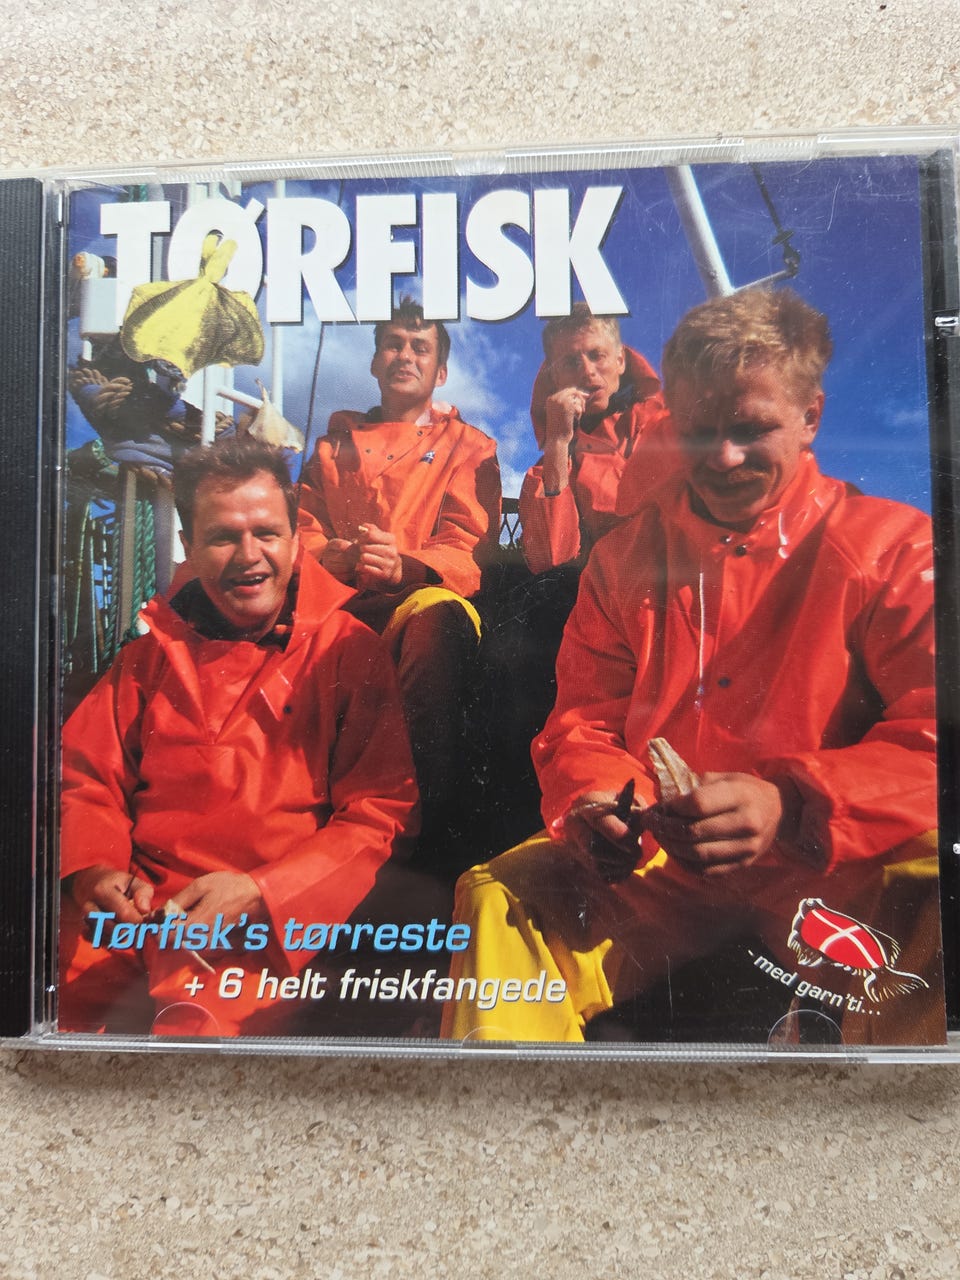 TØRFISK
Tørfisk's tørreste
+ 6 helt friskfangede
- med garn'ti...